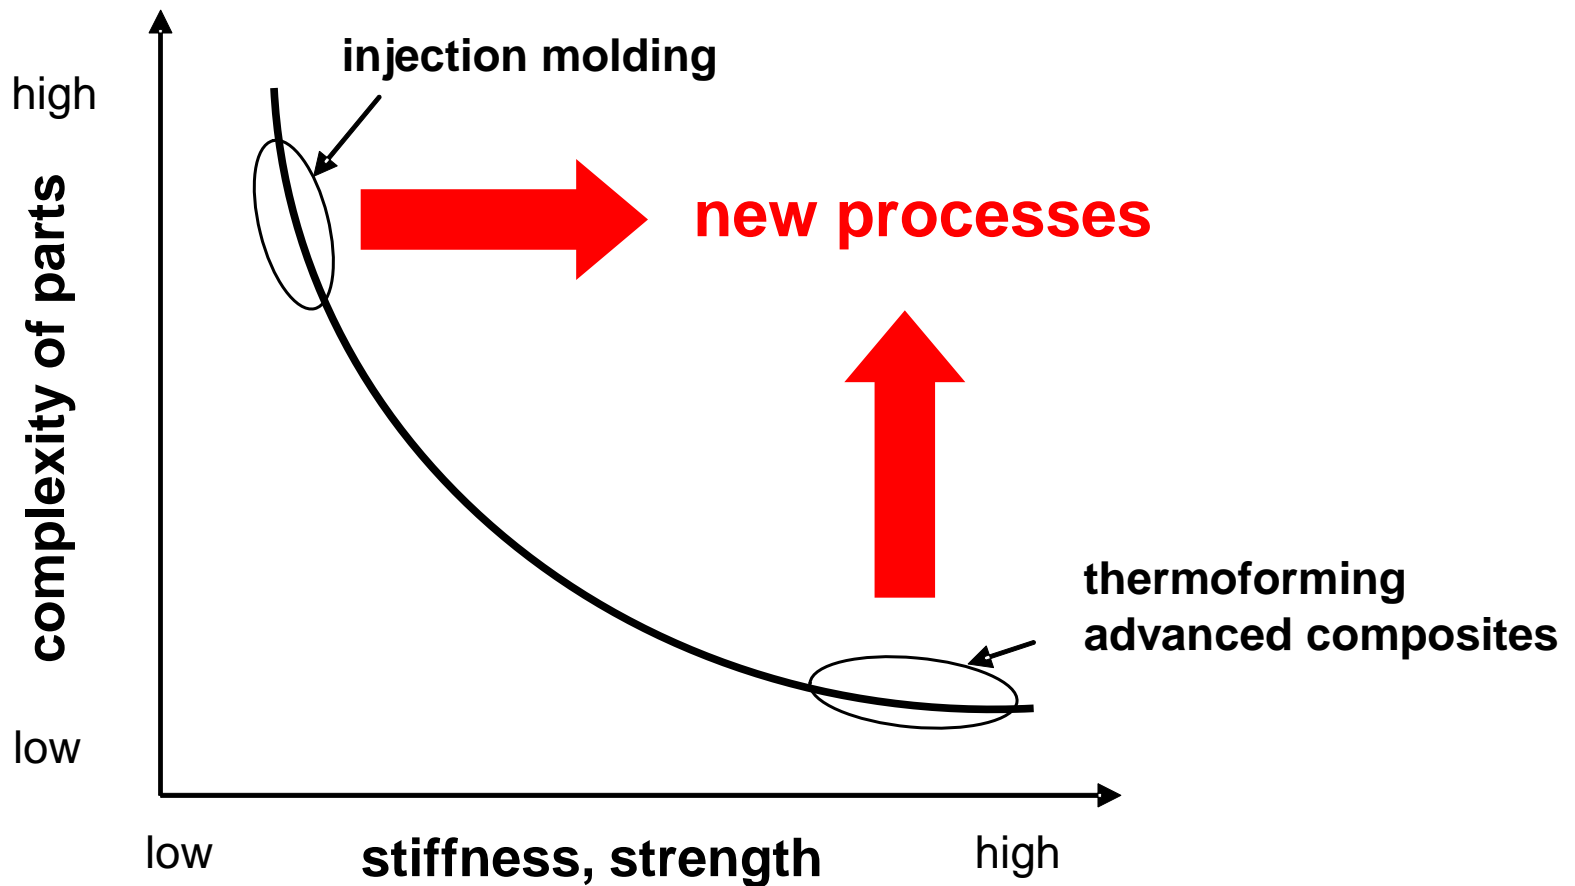 injection molding
high
complexity of parts
new processes
thermoforming
advanced composites
low
low
stiffness, strength
high